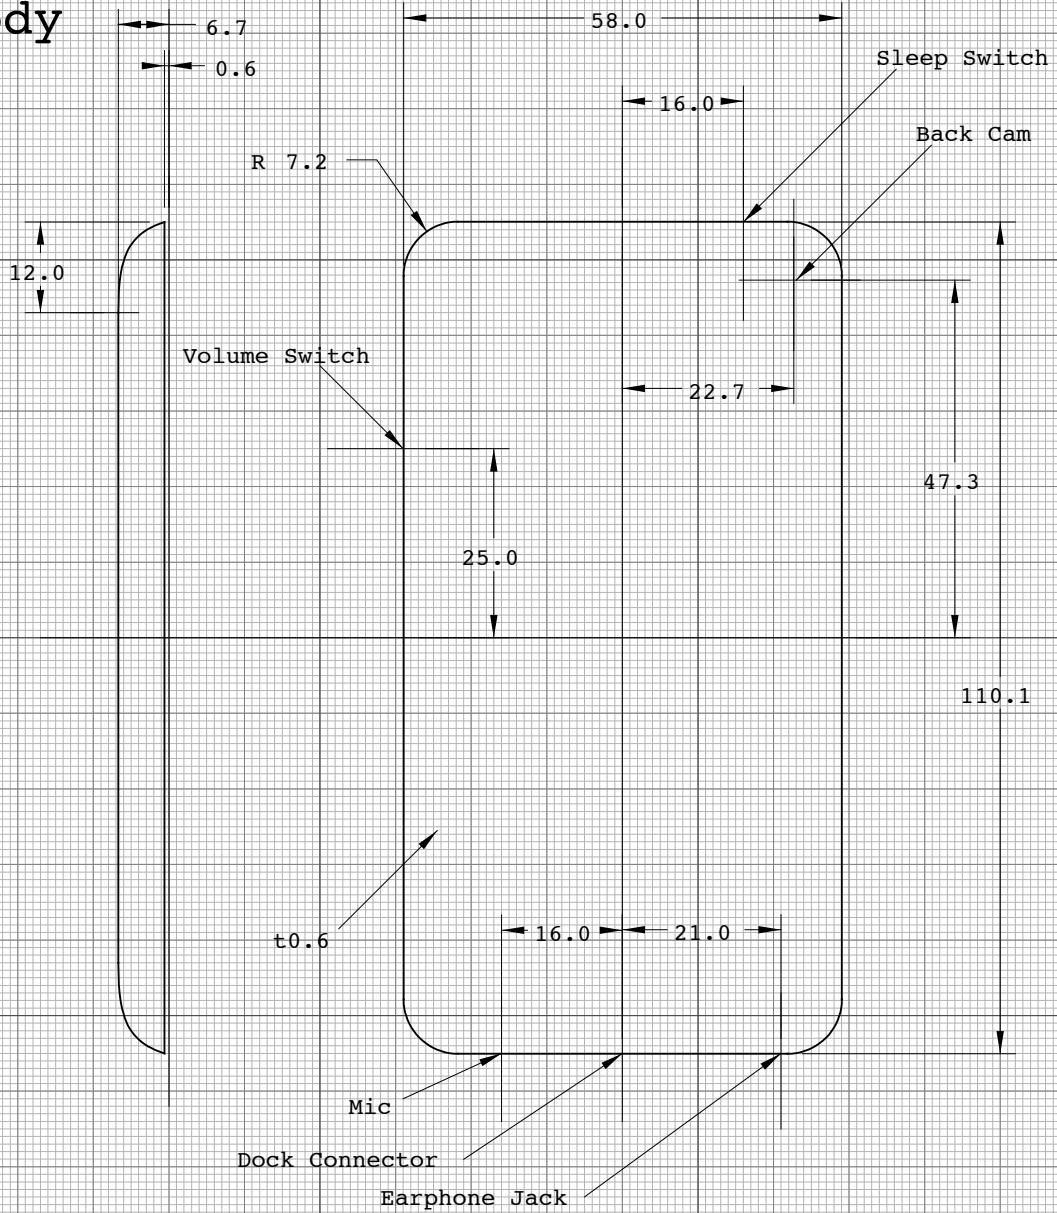 dy
6.7
58.0
0.6
Sleep Switch
16.0
Back Cam
R 7.2
12.0
Volume Switch
22.7
47.3
25.0
110.1
t0.6
16.0
21.0
Mic
Dock Connector
Earphone Jack